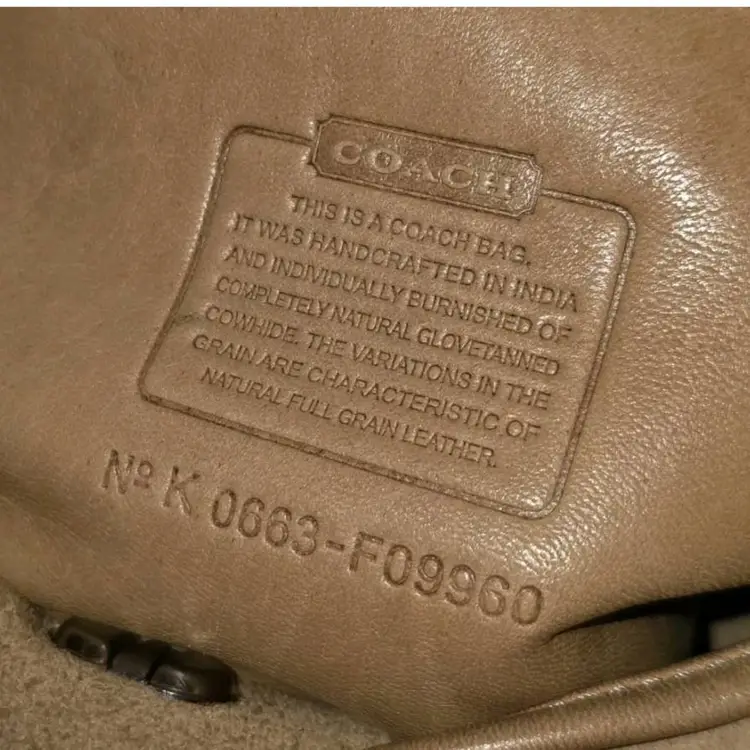 COACH
THIS IS A COACH BAG.
IT WAS HANDCRAFTED IN INDIA
AND INDIVIDUALLY BURNISHED OF
COMPLETELY NATURAL GLOVETANNED
COWHIDE. THE VARIATIONS IN THE
GRAIN ARE CHARACTERISTIC OF
NATURAL FULL GRAIN LEATHER.
Nº K 0663-F09960